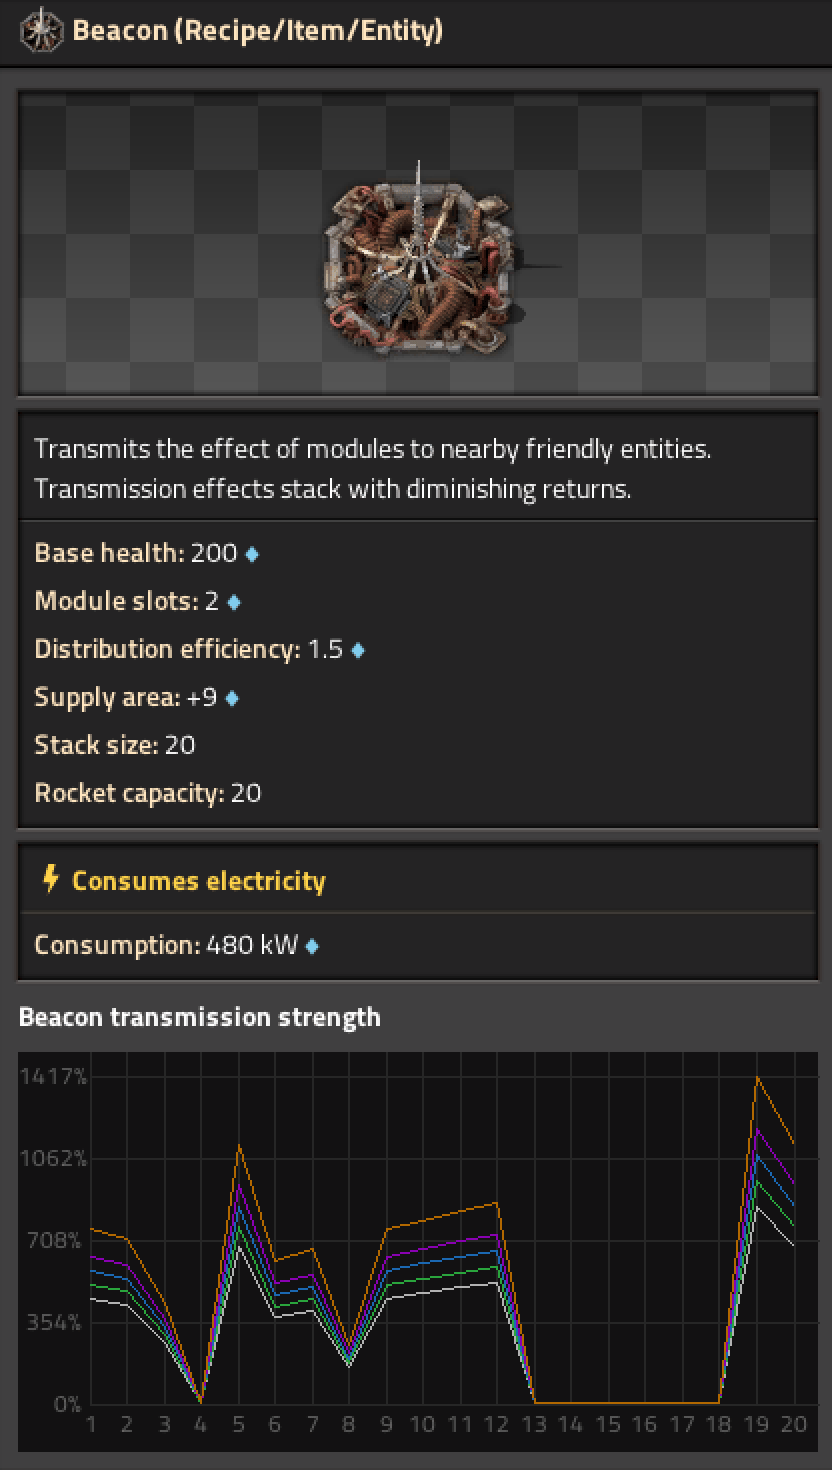 Beacon (Recipe/Item/Entity)
Transmits the effect of modules to nearby friendly entities.
Transmission effects stack with diminishing returns.
Base health: 200
Module slots: 2
Distribution efficiency: 1.5
Supply area: +9
Stack size: 20
Rocket capacity: 20
Consumes electricity
Consumption: 480 kW
Beacon transmission strength
1417%
1062%
708%
354%
0%
1 2 3 4 5 6 7 8 9 10 11 12 13 14 15 16 17 18 19 20